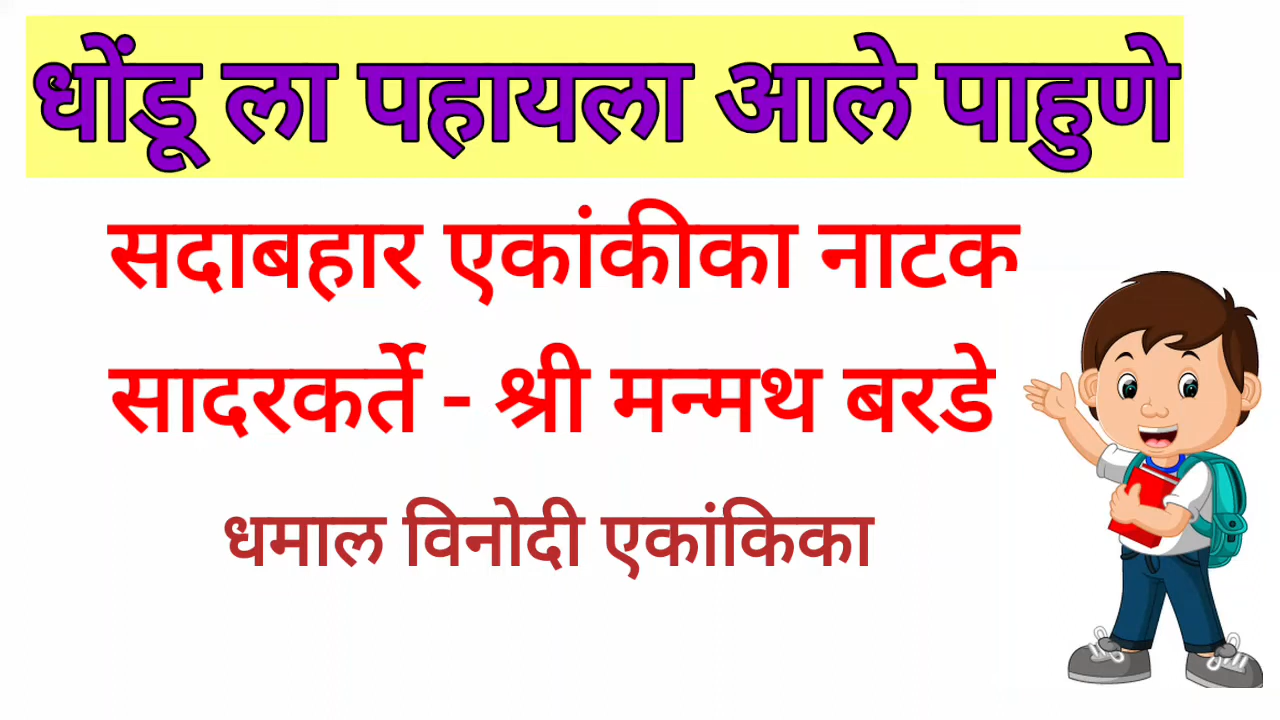 धोंडू ला पहायला आले पाहुणे
सदाबहार एकांकीका नाटक
सादरकर्ते - श्री मन्मथ बरडे
धमाल विनोदी एकांकिका